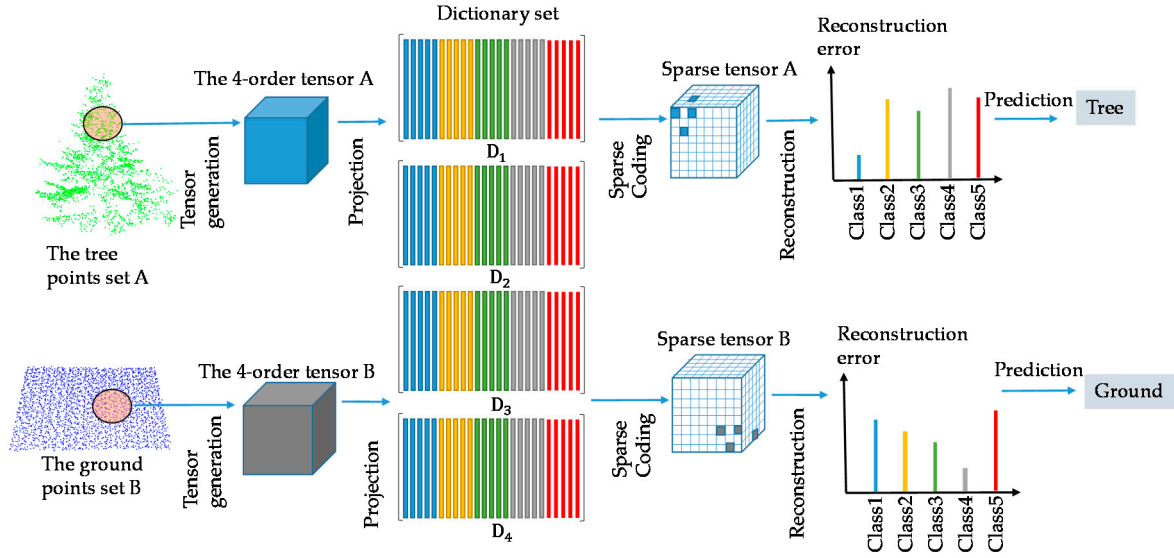 Dictionary set
The 4-order tensor A
Tensor
generation
Projection
The tree
points set A
D1
D2
D3
D4
Sparse tensor A
Sparse
Coding
Reconstruction
Reconstruction
error
Class1
Class2
Class3
Class4
Class5
Prediction
Tree
The 4-order tensor B
Tensor
generation
Projection
The ground
points set B
Sparse tensor B
Sparse
Coding
Reconstruction
Reconstruction
error
Class1
Class2
Class3
Class4
Class5
Prediction
Ground